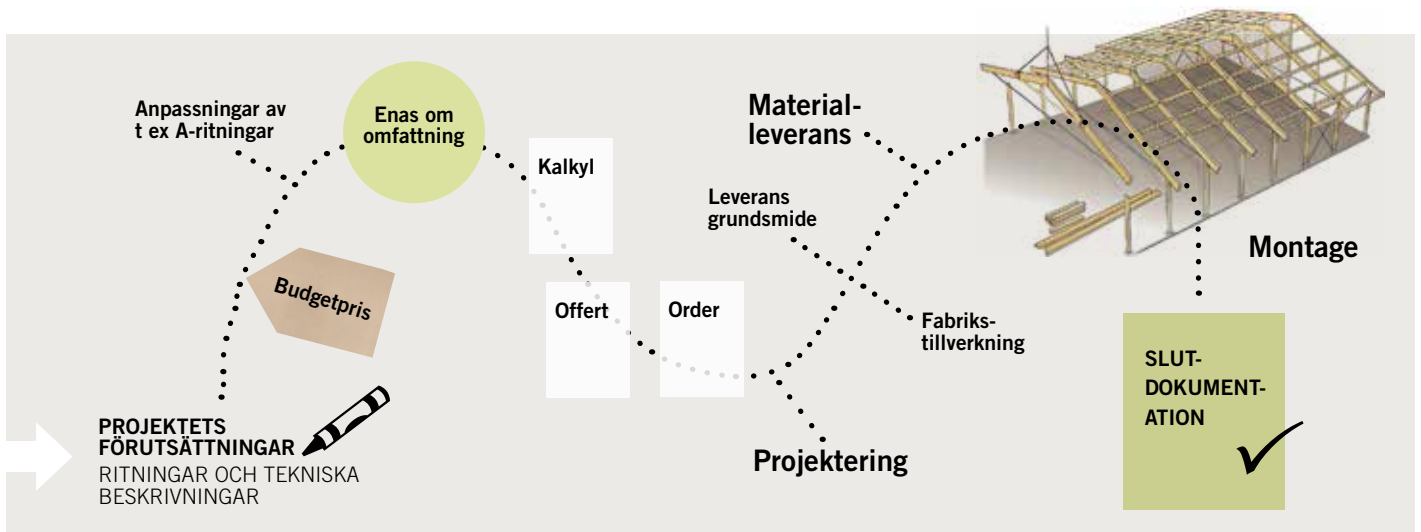 PROJEKTETS
FÖRUTSÄTTNINGAR
RITNINGAR OCH TEKNISKA
BESKRIVNINGAR
Budgetpris
Anpassningar av
t ex A-ritningar
Enas om
omfattning
Kalkyl
Offert
Order
Projektering
Leverans
grundsmide
Fabriks-
tillverkning
Material-
leverans
Montage
SLUT-
DOKUMENT-
ATION